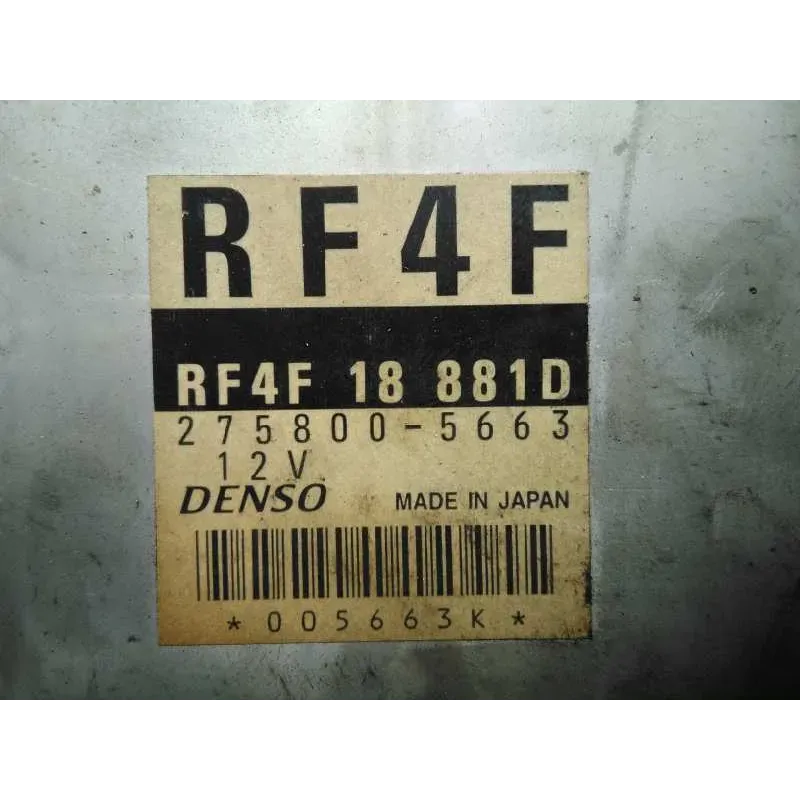 RF4F
RF4F 18 881D
275800-5663
12V
DENSO MADE IN JAPAN
*005663K*